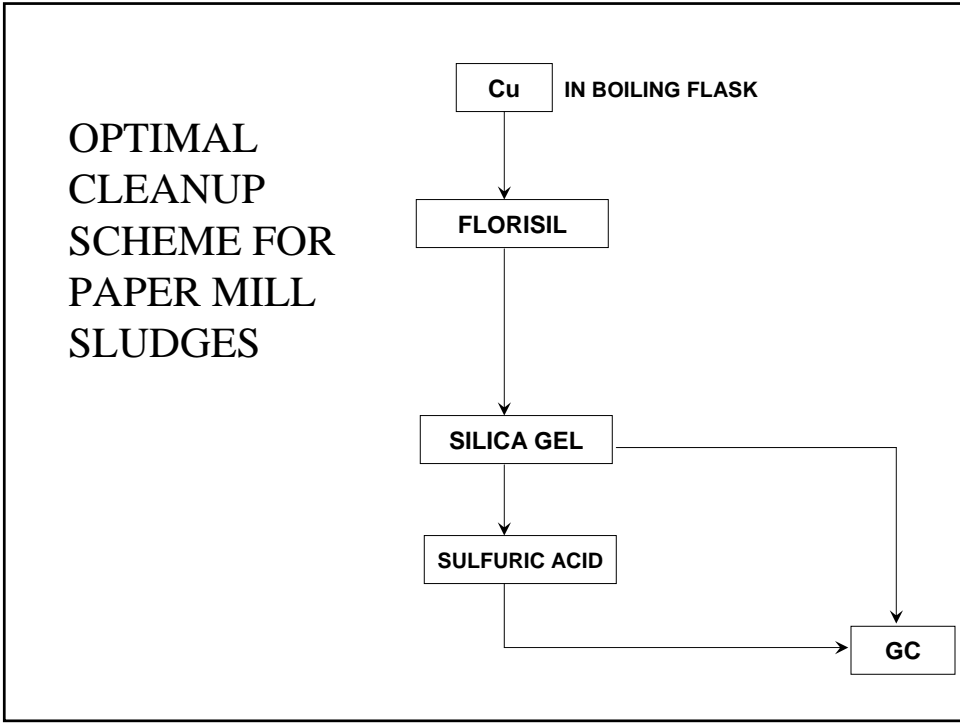 OPTIMAL
CLEANUP
SCHEME FOR
PAPER MILL
SLUDGES
Cu IN BOILING FLASK
FLORISIL
SILICA GEL
SULFURIC ACID
GC